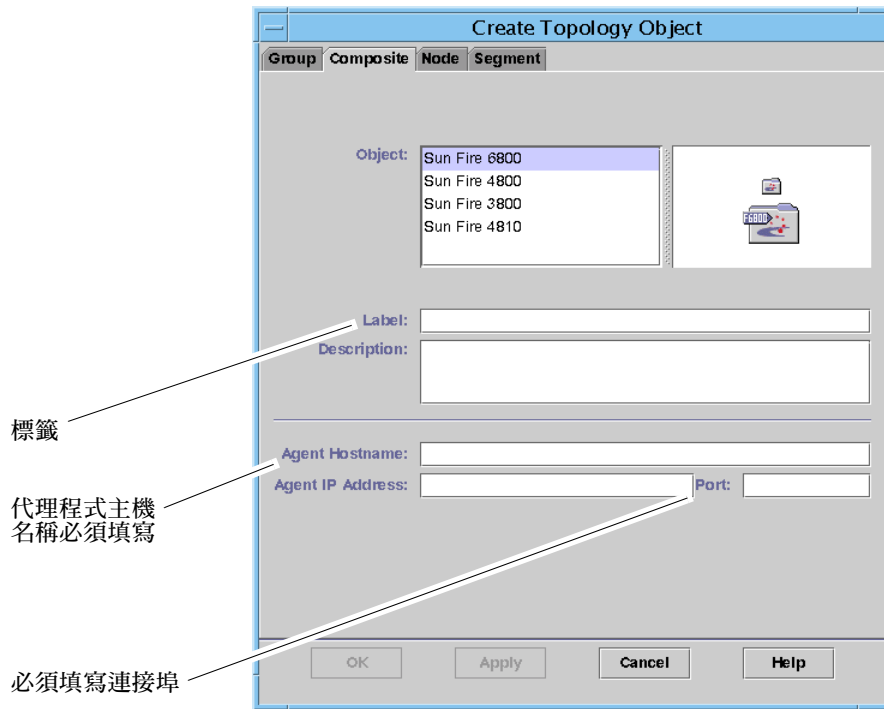 Create Topology Object
Group Composite Node Segment
Object:
Sun Fire 6800
Sun Fire 4800
Sun Fire 3800
Sun Fire 4810
F6800
Label:
Description:
標籤
Agent Hostname:
Agent IP Address: Port:
代理程式主機
名稱必須填寫
OK Apply Cancel Help
必須填寫連接埠